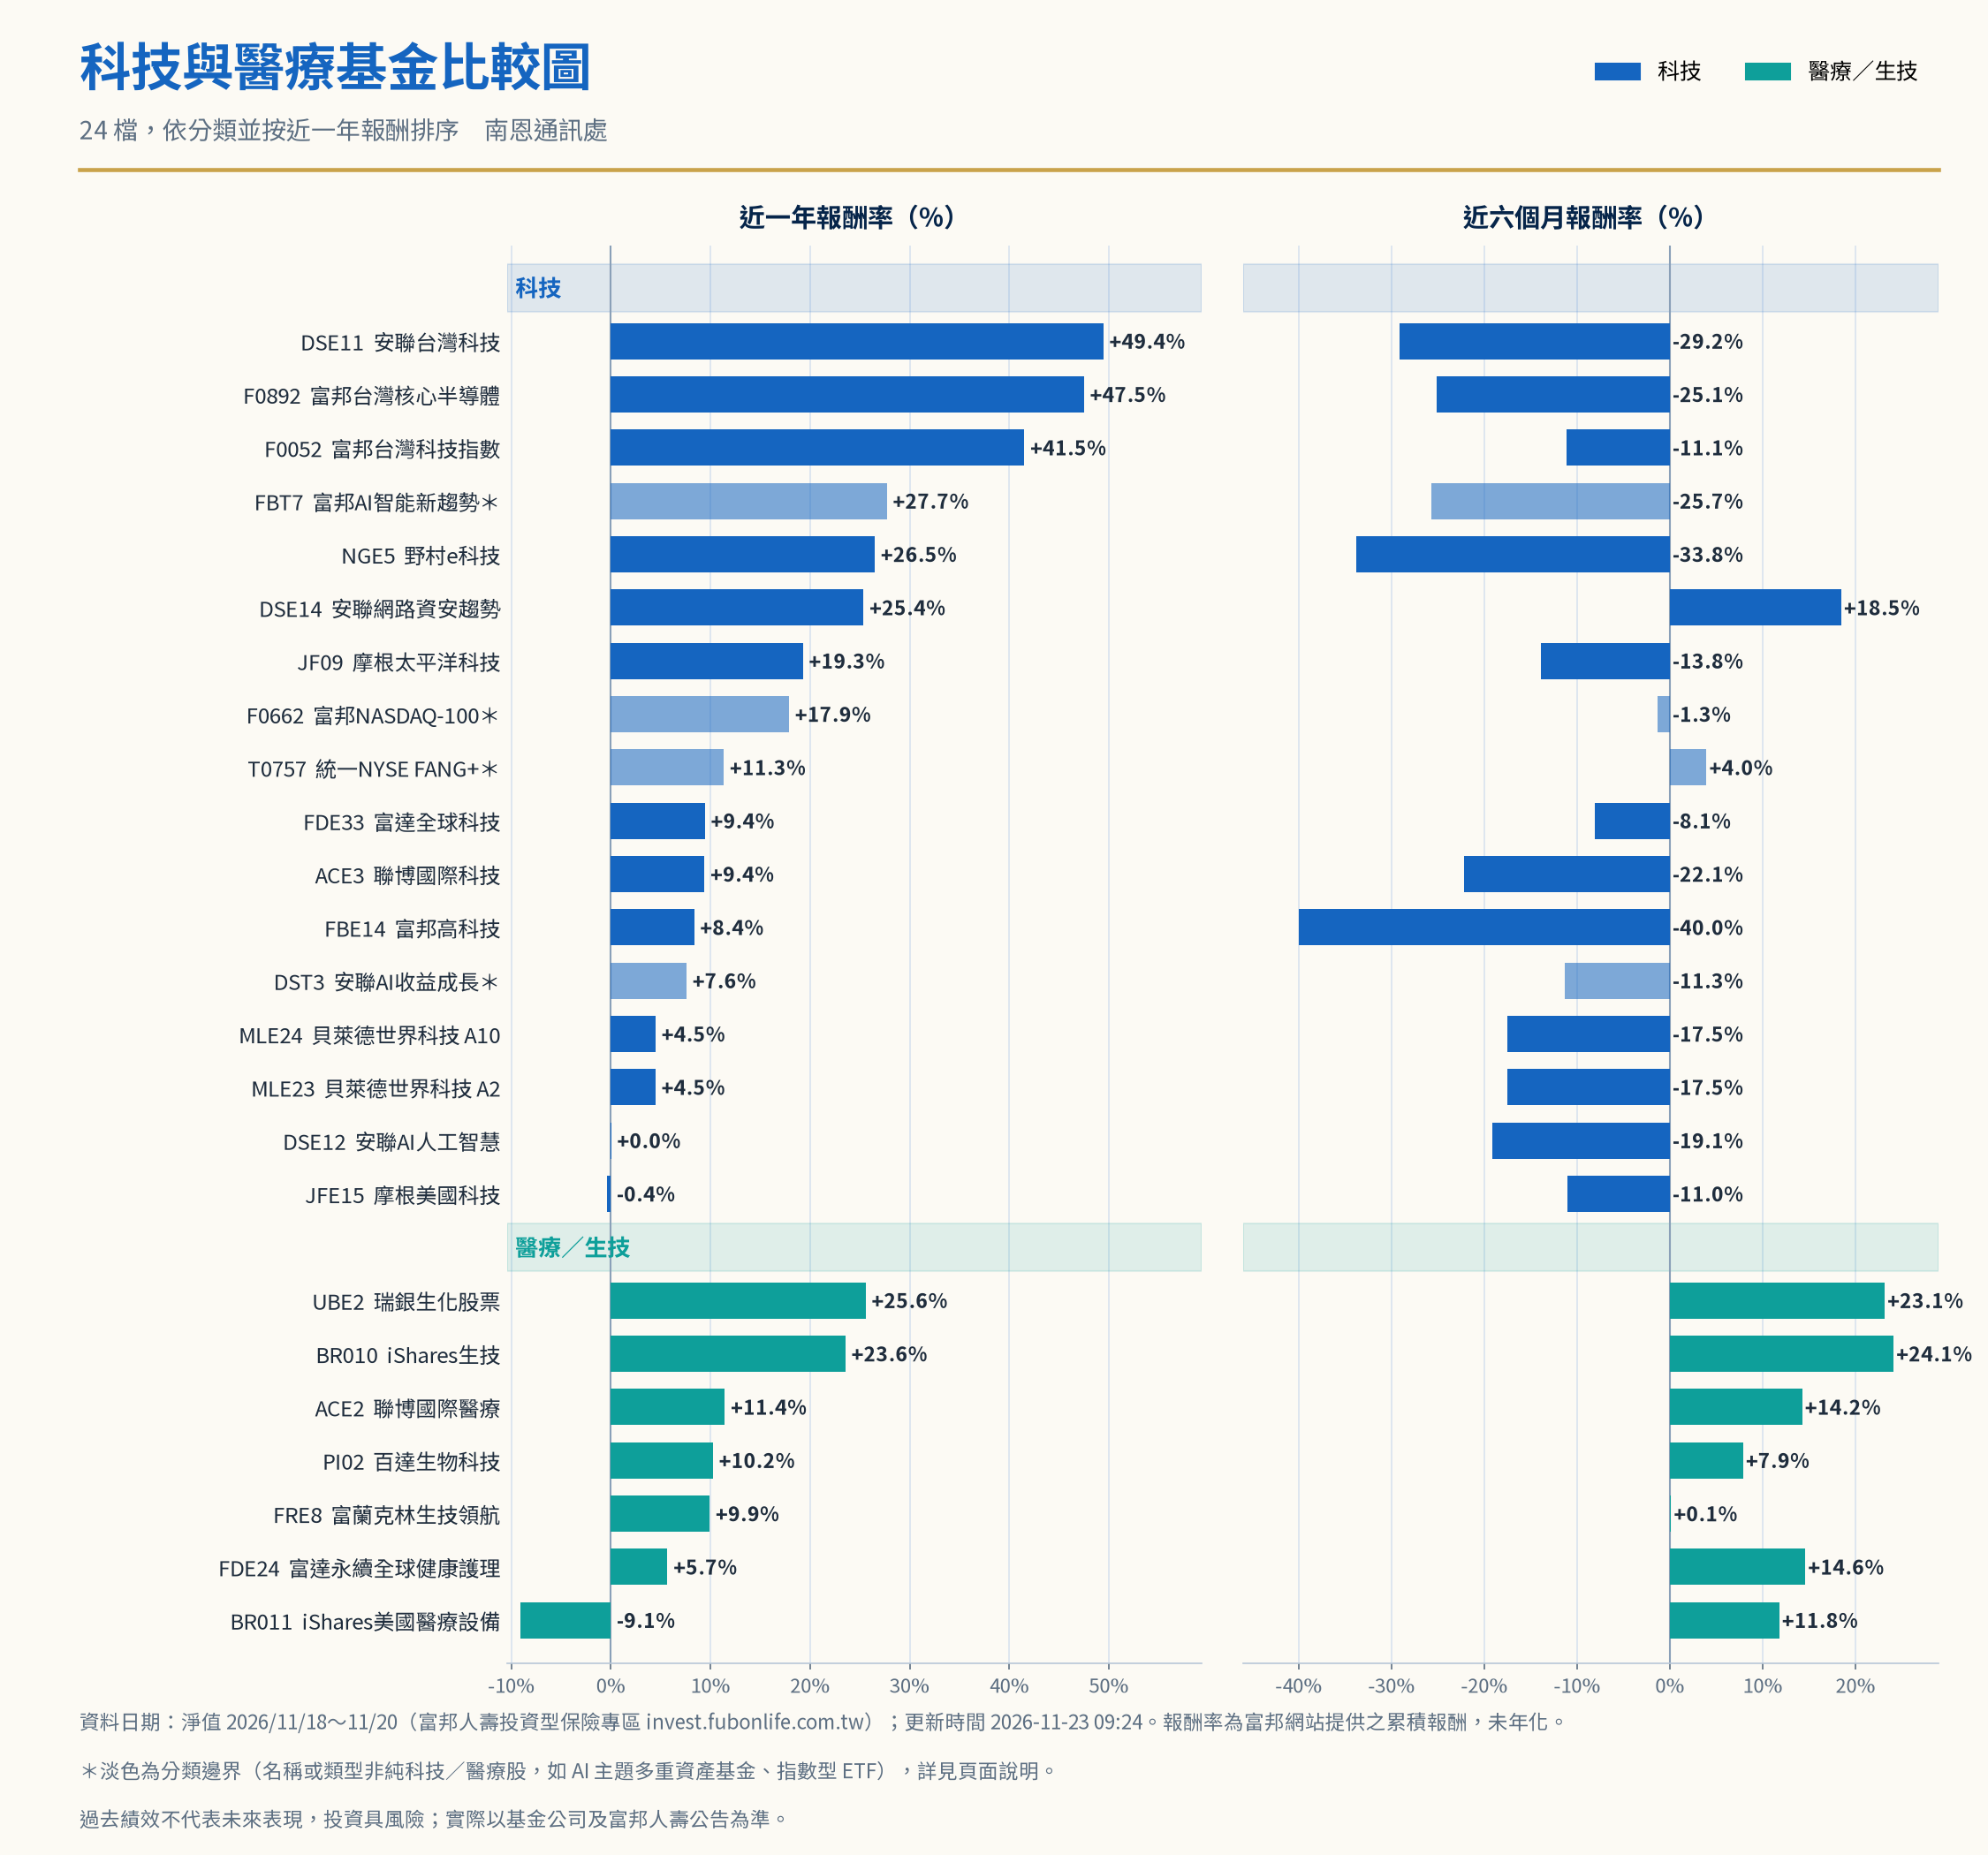 科技與醫療基金比較圖
科技
醫療／生技
24 檔，依分類並按近一年報酬排序　南恩通訊處
近一年報酬率（%）
近六個月報酬率（%）
科技
DSE11 安聯台灣科技 +49.4% -29.2%
F0892 富邦台灣核心半導體 +47.5% -25.1%
F0052 富邦台灣科技指數 +41.5% -11.1%
FBT7 富邦AI智能新趨勢＊ +27.7% -25.7%
NGE5 野村e科技 +26.5% -33.8%
DSE14 安聯網路資安趨勢 +25.4% +18.5%
JF09 摩根太平洋科技 +19.3% -13.8%
F0662 富邦NASDAQ-100＊ +17.9% -1.3%
T0757 統一NYSE FANG+＊ +11.3% +4.0%
FDE33 富達全球科技 +9.4% -8.1%
ACE3 聯博國際科技 +9.4% -22.1%
FBE14 富邦高科技 +8.4% -40.0%
DST3 安聯AI收益成長＊ +7.6% -11.3%
MLE24 貝萊德世界科技 A10 +4.5% -17.5%
MLE23 貝萊德世界科技 A2 +4.5% -17.5%
DSE12 安聯AI人工智慧 +0.0% -19.1%
JFE15 摩根美國科技 -0.4% -11.0%
醫療／生技
UBE2 瑞銀生化股票 +25.6% +23.1%
BR010 iShares生技 +23.6% +24.1%
ACE2 聯博國際醫療 +11.4% +14.2%
PI02 百達生物科技 +10.2% +7.9%
FRE8 富蘭克林生技領航 +9.9% +0.1%
FDE24 富達永續全球健康護理 +5.7% +14.6%
BR011 iShares美國醫療設備 -9.1% +11.8%
-10% 0% 10% 20% 30% 40% 50% -40% -30% -20% -10% 0% 10% 20%
資料日期：淨值 2026/11/18～11/20（富邦人壽投資型保險專區 invest.fubonlife.com.tw）；更新時間 2026-11-23 09:24。報酬率為富邦網站提供之累積報酬，未年化。
＊淡色為分類邊界（名稱或類型非純科技／醫療股，如 AI 主題多重資產基金、指數型 ETF），詳見頁面說明。
過去績效不代表未來表現，投資具風險；實際以基金公司及富邦人壽公告為準。